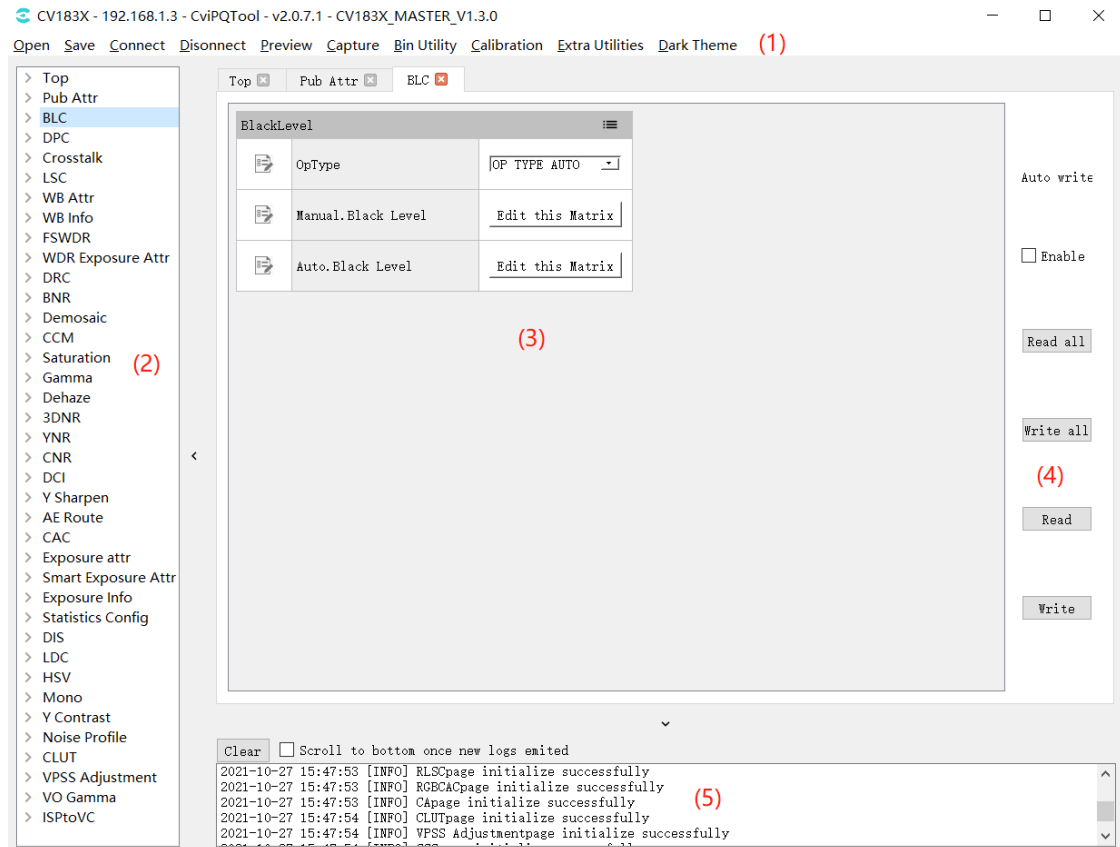 CV183X - 192.168.1.3 - CviPQTool - v2.0.7.1 - CV183X_MASTER_V1.3.0
Open Save Connect Disonnect Preview Capture Bin Utility Calibration Extra Utilities Dark Theme (1)
Top
Pub Attr
BLC
DPC
Crosstalk
LSC
WB Attr
WB Info
FSWDR
WDR Exposure Attr
DRC
BNR
Demosaic
CCM
Saturation
(2)
Gamma
Dehaze
3DNR
YNR
CNR
DCI
Y Sharpen
AE Route
CAC
Exposure attr
Smart Exposure Attr
Exposure Info
Statistics Config
DIS
LDC
HSV
Mono
Y Contrast
Noise Profile
CLUT
VPSS Adjustment
VO Gamma
ISPtoVC
Top Pub Attr BLC
BlackLevel
OpType OP TYPE AUTO
Manual.Black Level Edit this Matrix
Auto.Black Level Edit this Matrix
(3)
Auto write
Enable
Read all
Write all
(4)
Read
Write
Clear Scroll to bottom once new logs emited
2021-10-27 15:47:53 [INFO] RLSCpage initialize successfully
2021-10-27 15:47:53 [INFO] RGBCACpage initialize successfully
2021-10-27 15:47:53 [INFO] CApage initialize successfully
(5)
2021-10-27 15:47:54 [INFO] CLUTpage initialize successfully
2021-10-27 15:47:54 [INFO] VPSS Adjustmentpage initialize successfully